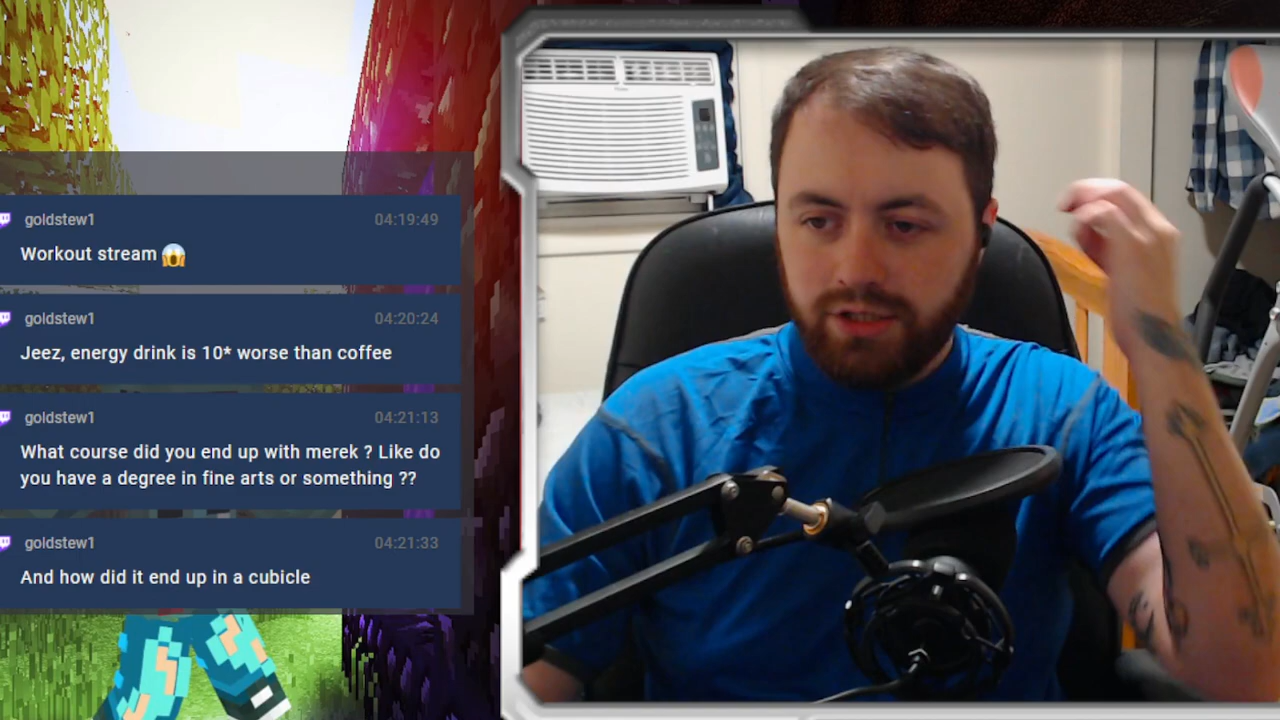 goldstew1 04:19:49
Workout stream 😱
goldstew1 04:20:24
Jeez, energy drink is 10* worse than coffee
goldstew1 04:21:13
What course did you end up with merek ? Like do
you have a degree in fine arts or something ??
goldstew1 04:21:33
And how did it end up in a cubicle